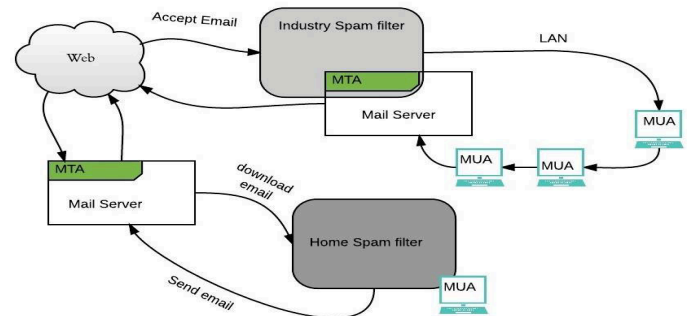 Accept Email
Industry Spam filter
LAN
Web
MTA
Mail Server
MUA
MUA
MUA
MTA
Mail Server
download
email
Home Spam filter
Send email
MUA